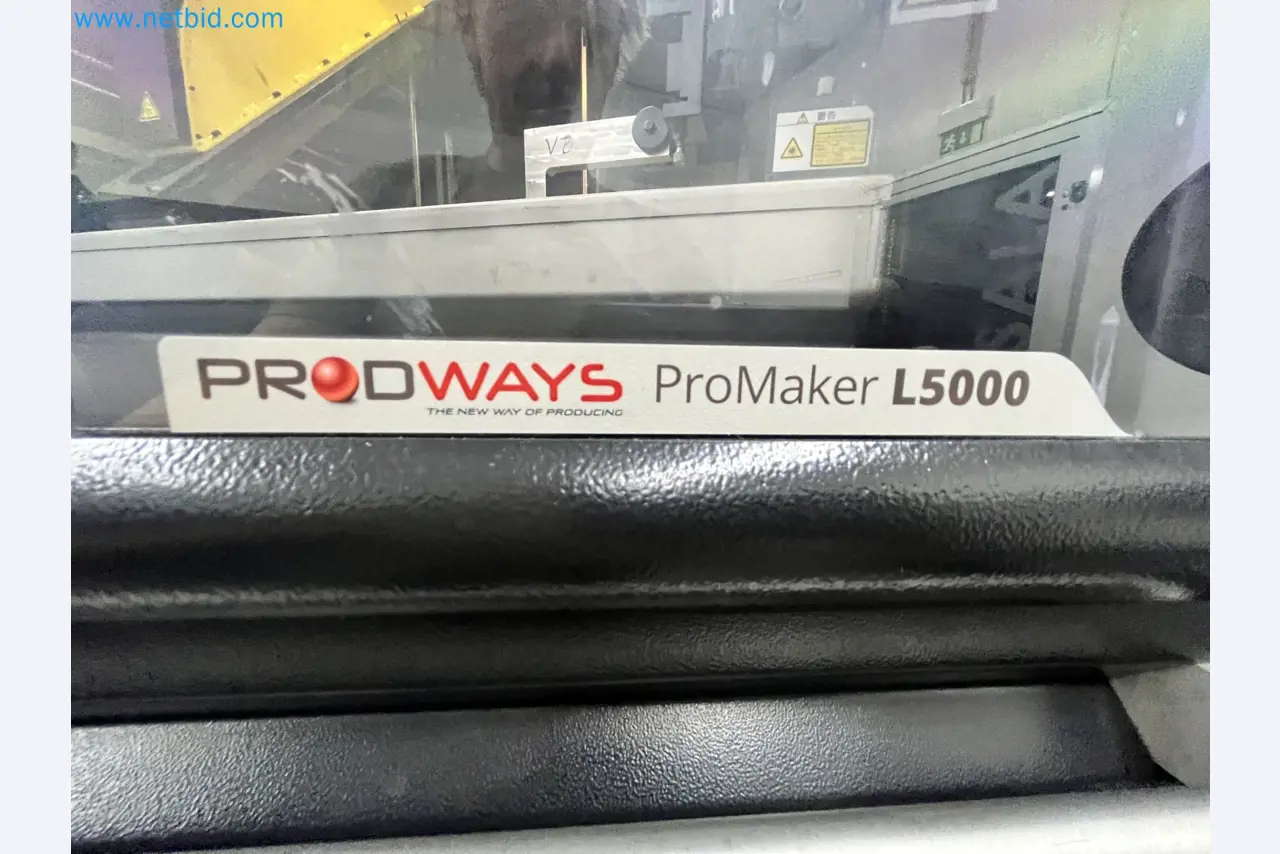 www.netbid.com
V2
PRODWAYS ProMaker L5000
THE NEW WAY OF PRODUCING